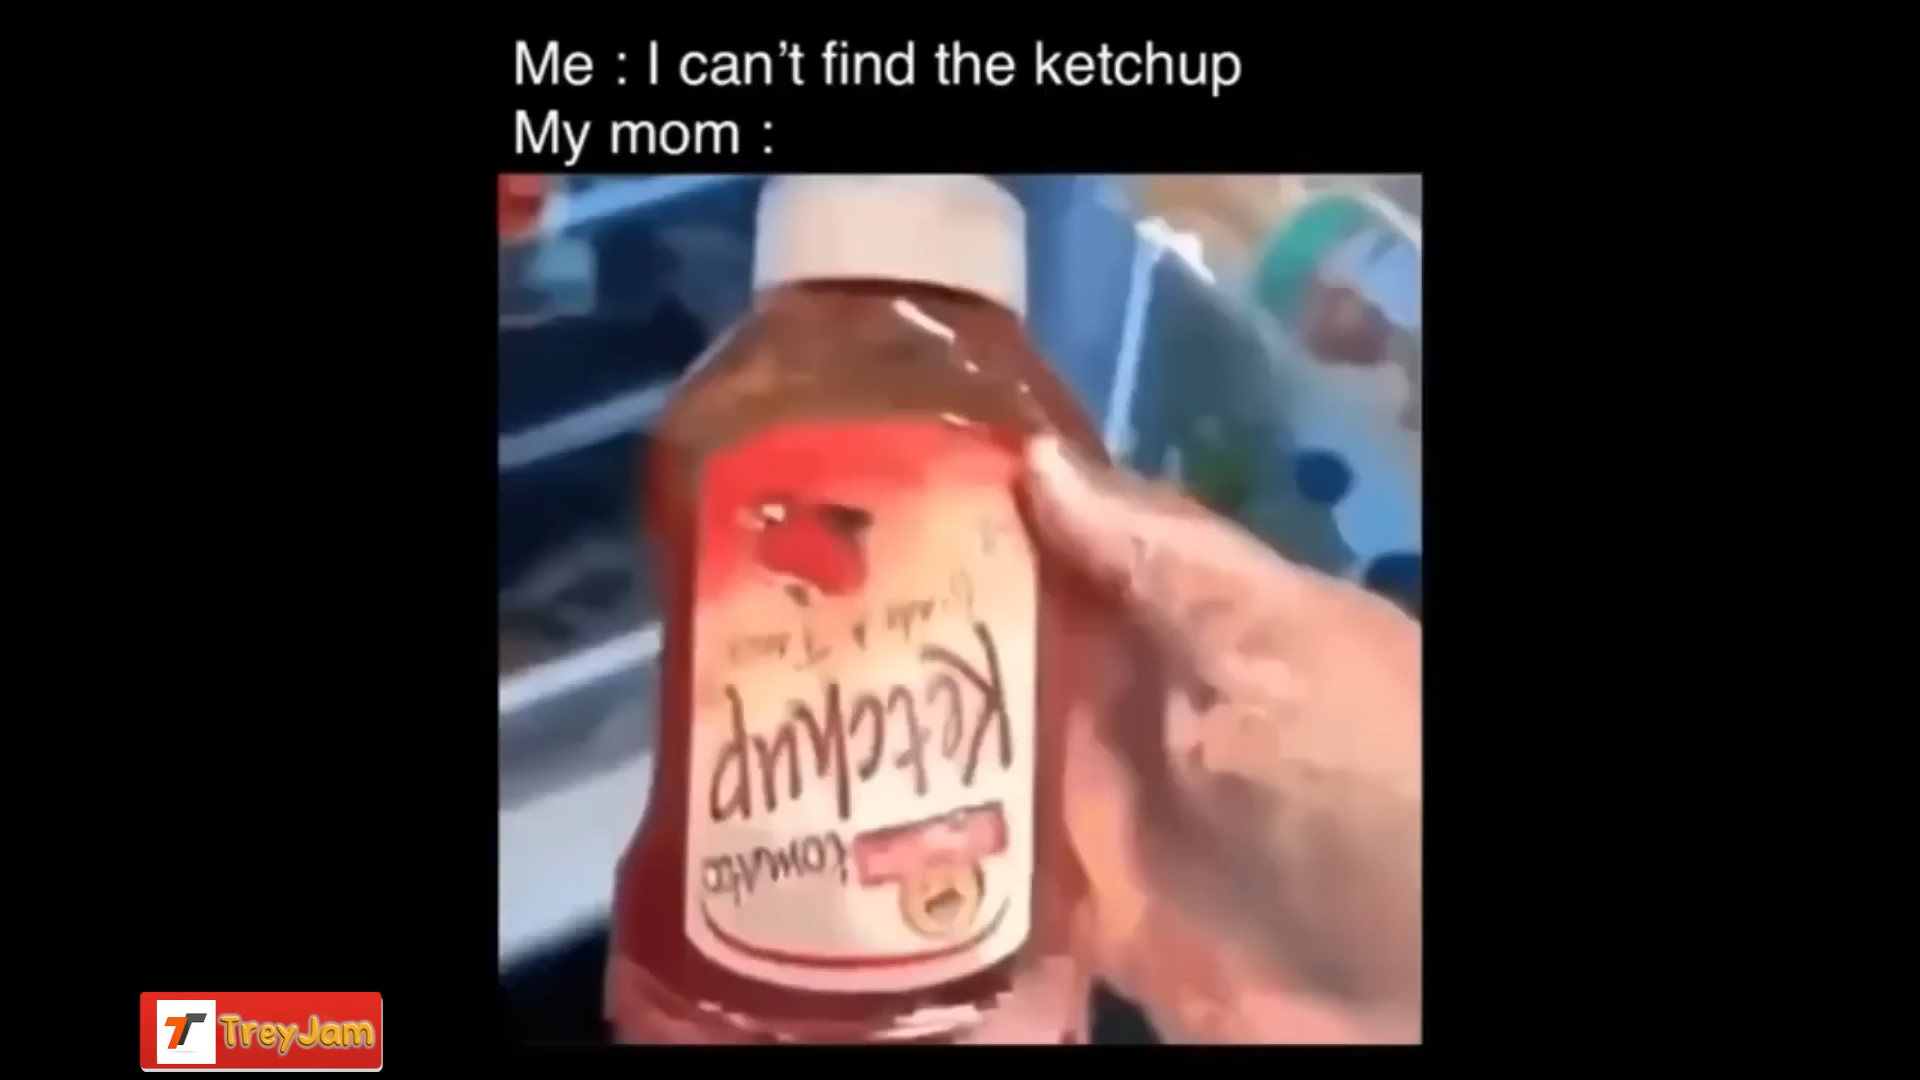 Me : I can’t find the ketchup
My mom :
Ketchup
tomato
TreyJam